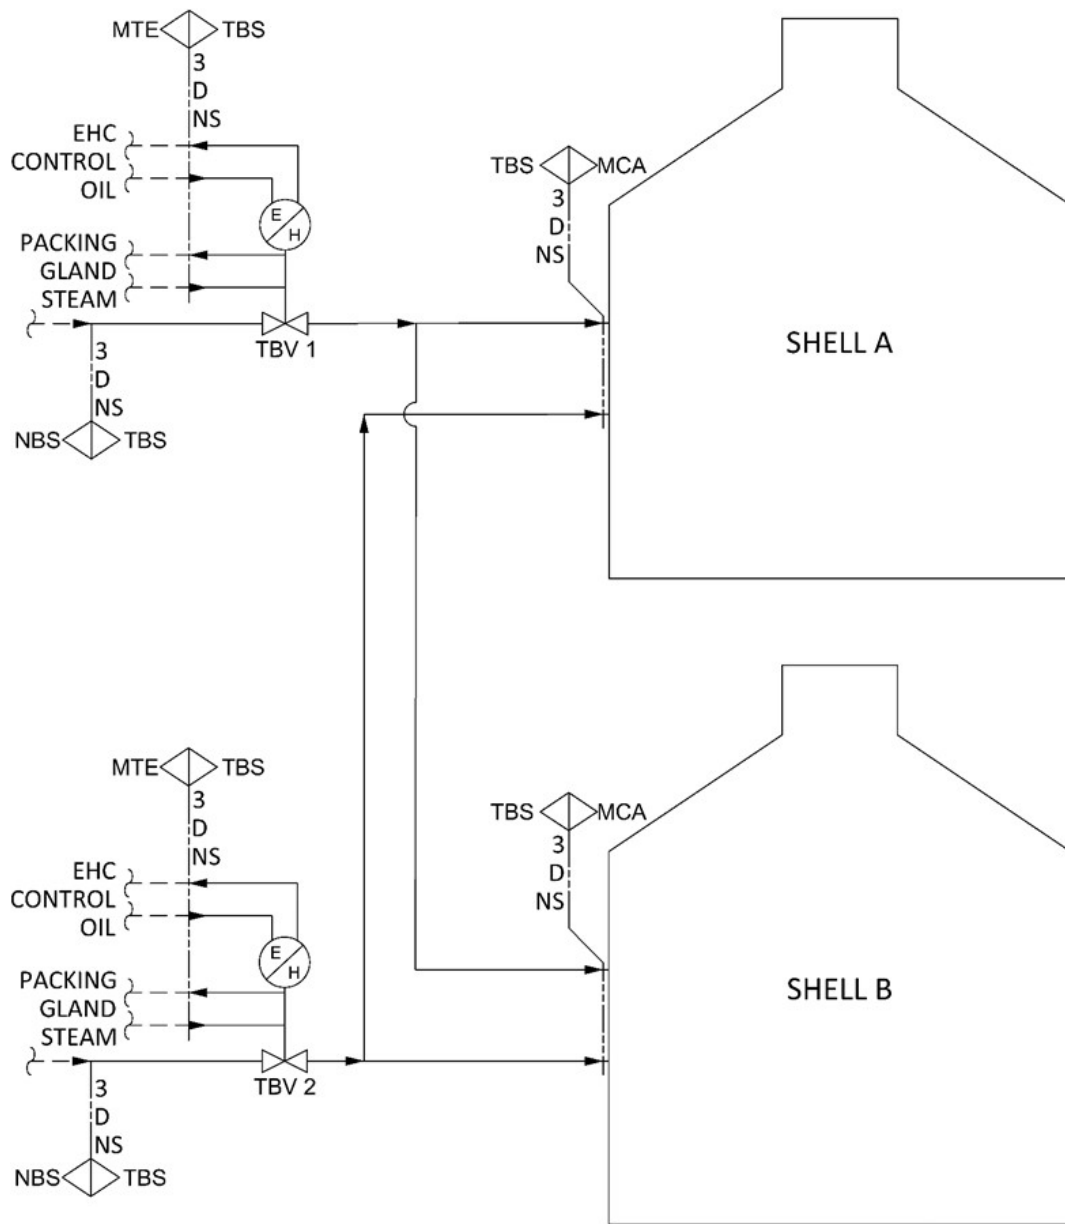 MTE TBS
3
D
NS
EHC
CONTROL
OIL
E
H
PACKING
GLAND
STEAM
TBV 1
3
D
NS
NBS TBS
TBS MCA
3
D
NS
SHELL A
MTE TBS
3
D
NS
EHC
CONTROL
OIL
E
H
PACKING
GLAND
STEAM
TBV 2
3
D
NS
NBS TBS
TBS MCA
3
D
NS
SHELL B